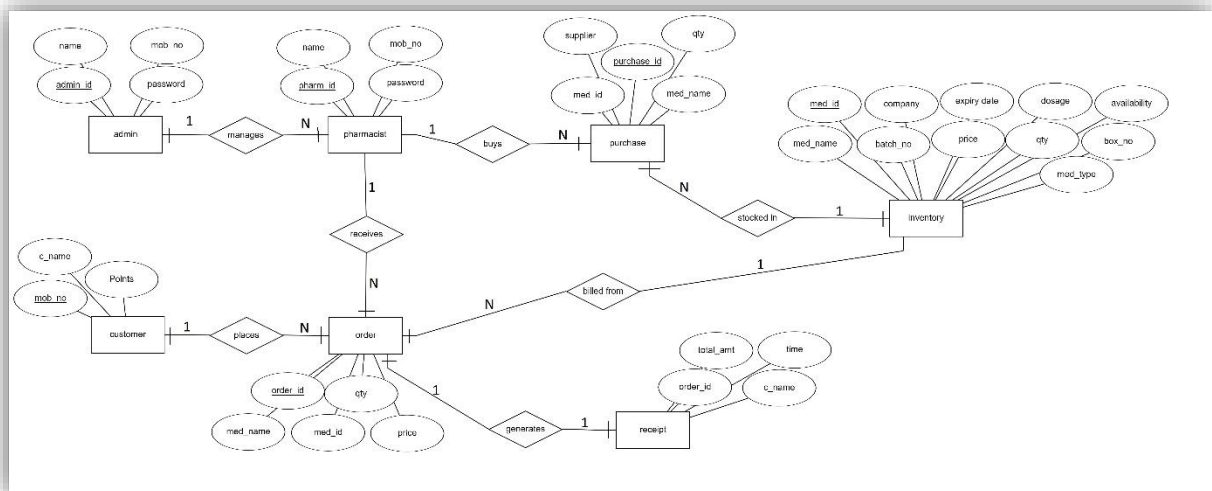 name
mob_no
admin_id
password
admin
1
manages
N
name
mob_no
pharm_id
password
pharmacist
1
buys
N
supplier
purchase_id
qty
med_id
med_name
purchase
N
stocked In
1
med_id
company
expiry date
dosage
availability
med_name
batch_no
price
qty
box_no
med_type
Inventory
1
receives
N
1
billed from
N
c_name
Points
mob_no
customer
1
places
N
order
order_id
qty
med_name
med_id
price
1
generates
1
total_amt
time
order_id
c_name
receipt